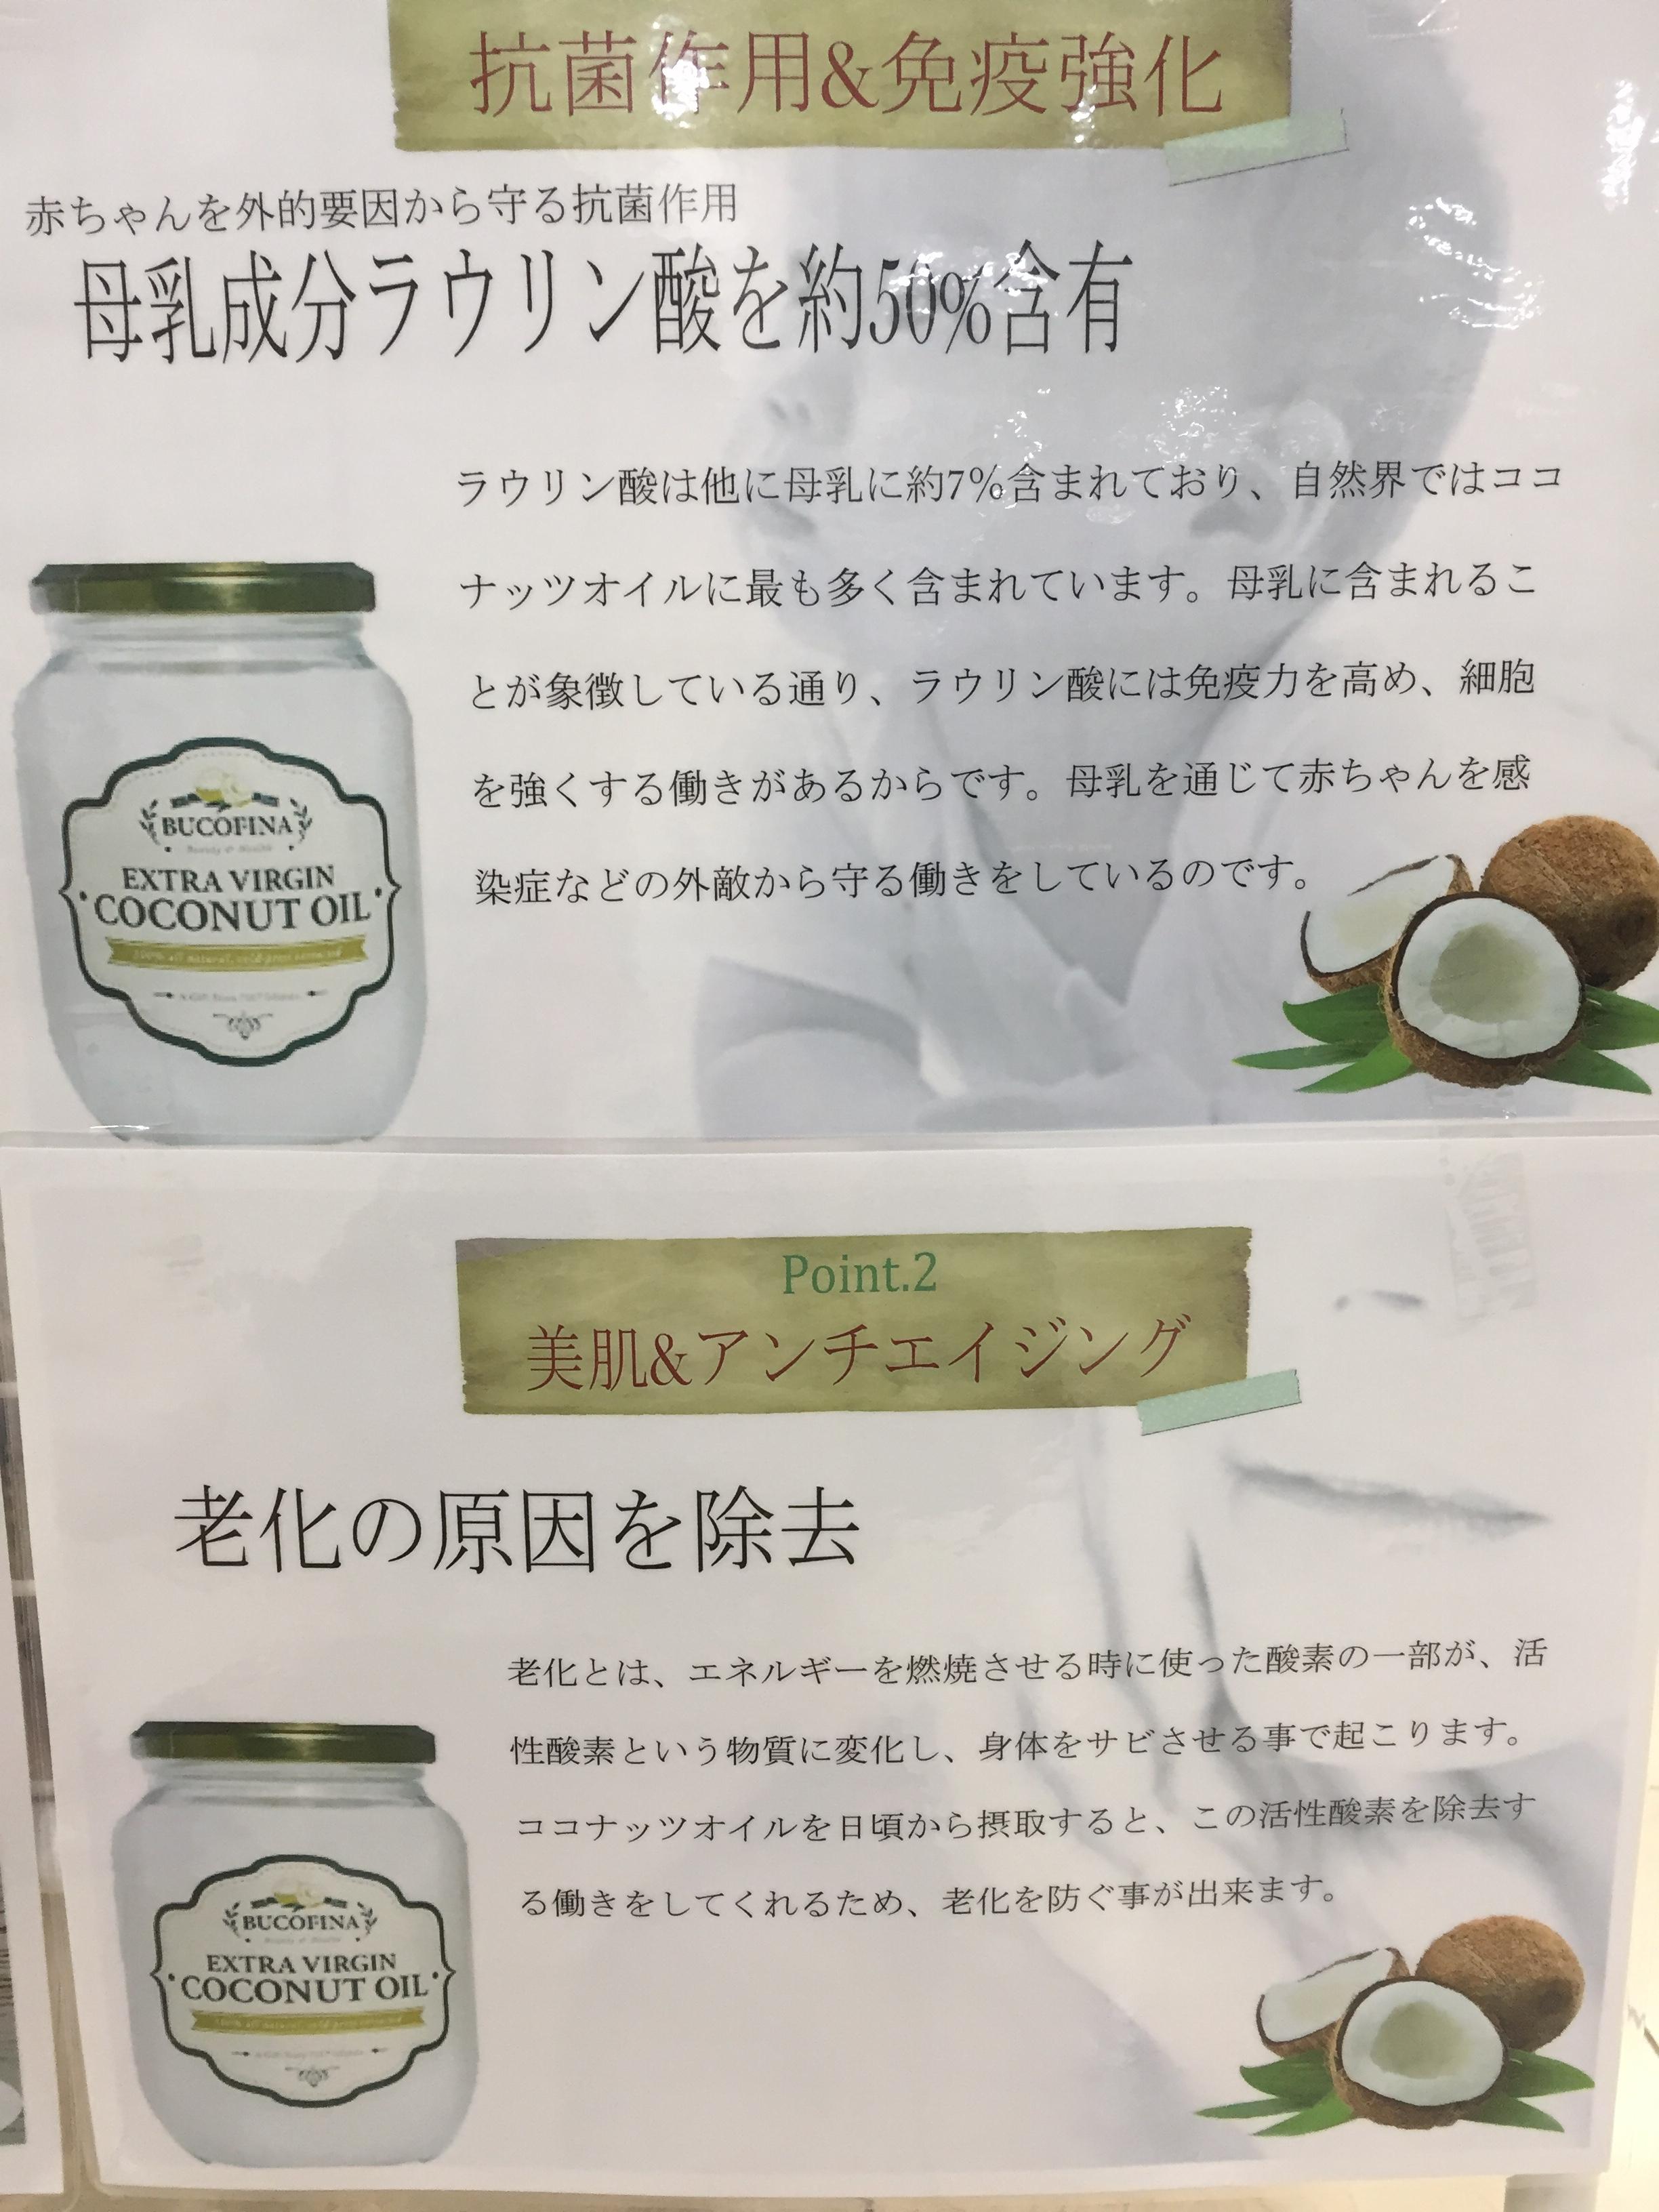 抗菌作用&免疫強化
赤ちゃんを外的要因から守る抗菌作用
母乳成分ラウリン酸を約50%含有
ラウリン酸は他に母乳に約7%含まれており、自然界ではココ
ナッツオイルに最も多く含まれています。母乳に含まれるこ
とが象徴している通り、ラウリン酸には免疫力を高め、細胞
を強くする働きがあるからです。母乳を通じて赤ちゃんを感
染症などの外敵から守る働きをしているのです。
BUCOFINA
Beauty & Health
EXTRA VIRGIN
COCONUT OIL
100% all natural, cold-press extracted
Point.2
美肌&アンチエイジング
老化の原因を除去
老化とは、エネルギーを燃焼させる時に使った酸素の一部が、活
性酸素という物質に変化し、身体をサビさせる事で起こります。
ココナッツオイルを日頃から摂取すると、この活性酸素を除去す
る働きをしてくれるため、老化を防ぐ事が出来ます。
BUCOFINA
EXTRA VIRGIN
COCONUT OIL